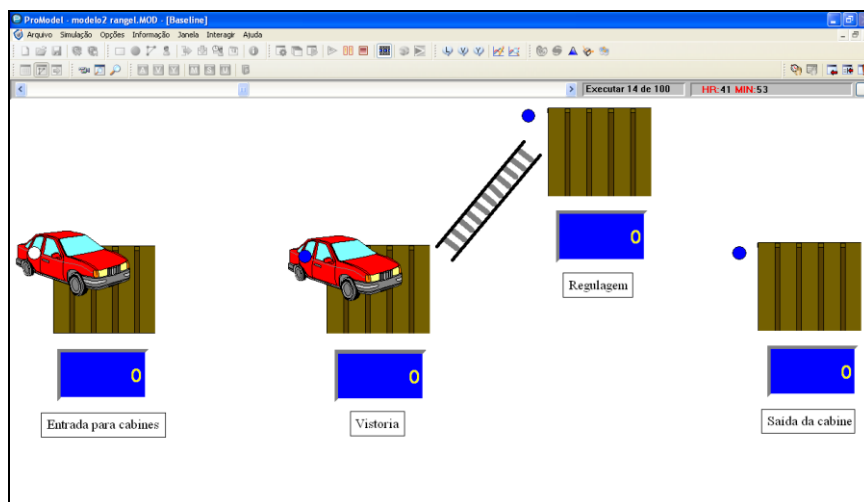 ProModel - modelo2 rangel.MOD - [Baseline]
Arquivo Simulação Opções Informação Janela Interagir Ajuda
Executar 14 de 100
HR:41 MIN:53
0
Regulagem
0
Entrada para cabines
0
Vistoria
0
Saída da cabine